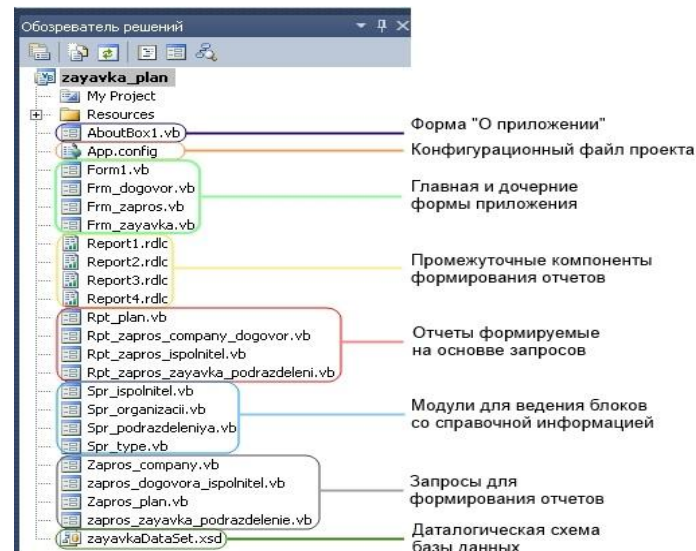 Обозреватель решений
zayavka_plan
My Project
Resources
AboutBox1.vb
Форма "О приложении"
App.config
Конфигурационный файл проекта
Form1.vb
Frm_dogovor.vb
Frm_zapros.vb
Frm_zayavka.vb
Главная и дочерние
формы приложения
Report1.rdlc
Report2.rdlc
Report3.rdlc
Report4.rdlc
Промежуточные компоненты
формирования отчетов
Rpt_plan.vb
Rpt_zapros_company_dogovor.vb
Rpt_zapros_ispolnitel.vb
Rpt_zapros_zayavka_podrazdeleni.vb
Отчеты формируемые
на основве запросов
Spr_ispolnitel.vb
Spr_organizacii.vb
Spr_podrazdeleniya.vb
Spr_type.vb
Модули для ведения блоков
со справочной информацией
Zapros_company.vb
zapros_dogovora_ispolnitel.vb
Zapros_plan.vb
zapros_zayavka_podrazdelenie.vb
Запросы для
формирования отчетов
zayavkaDataSet.xsd
Даталогическая схема
базы данных